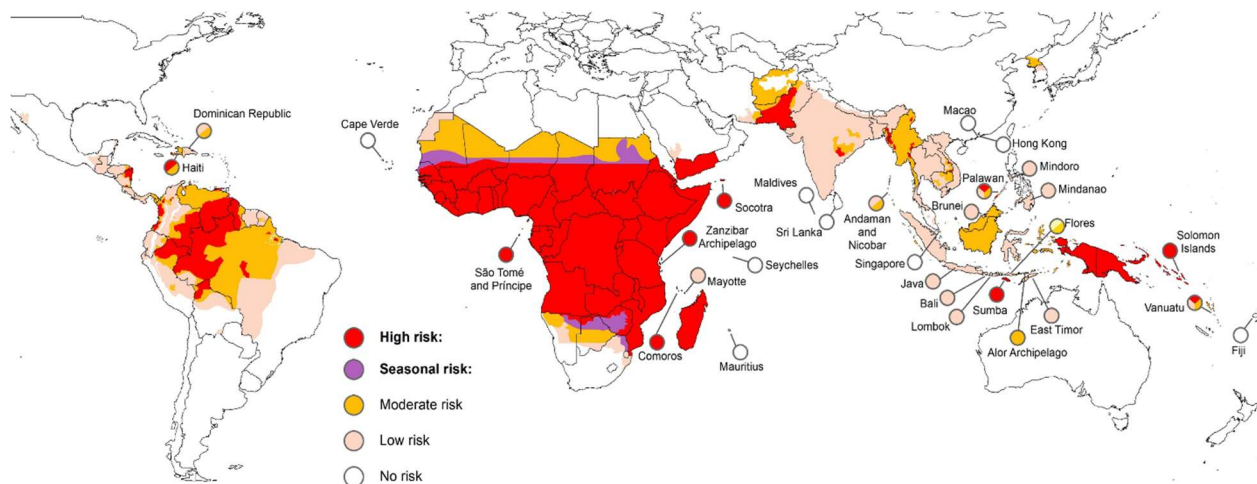 Dominican Republic
Haiti
Cape Verde
São Tomé
and Príncipe
Socotra
Zanzibar
Archipelago
Seychelles
Mayotte
Comoros
Mauritius
Maldives
Sri Lanka
Andaman
and
Nicobar
Macao
Hong Kong
Mindoro
Palawan
Mindanao
Brunei
Flores
Singapore
Java
Bali
Lombok
Sumba
East Timor
Alor Archipelago
Solomon
Islands
Vanuatu
Fiji
High risk:
Seasonal risk:
Moderate risk
Low risk
No risk